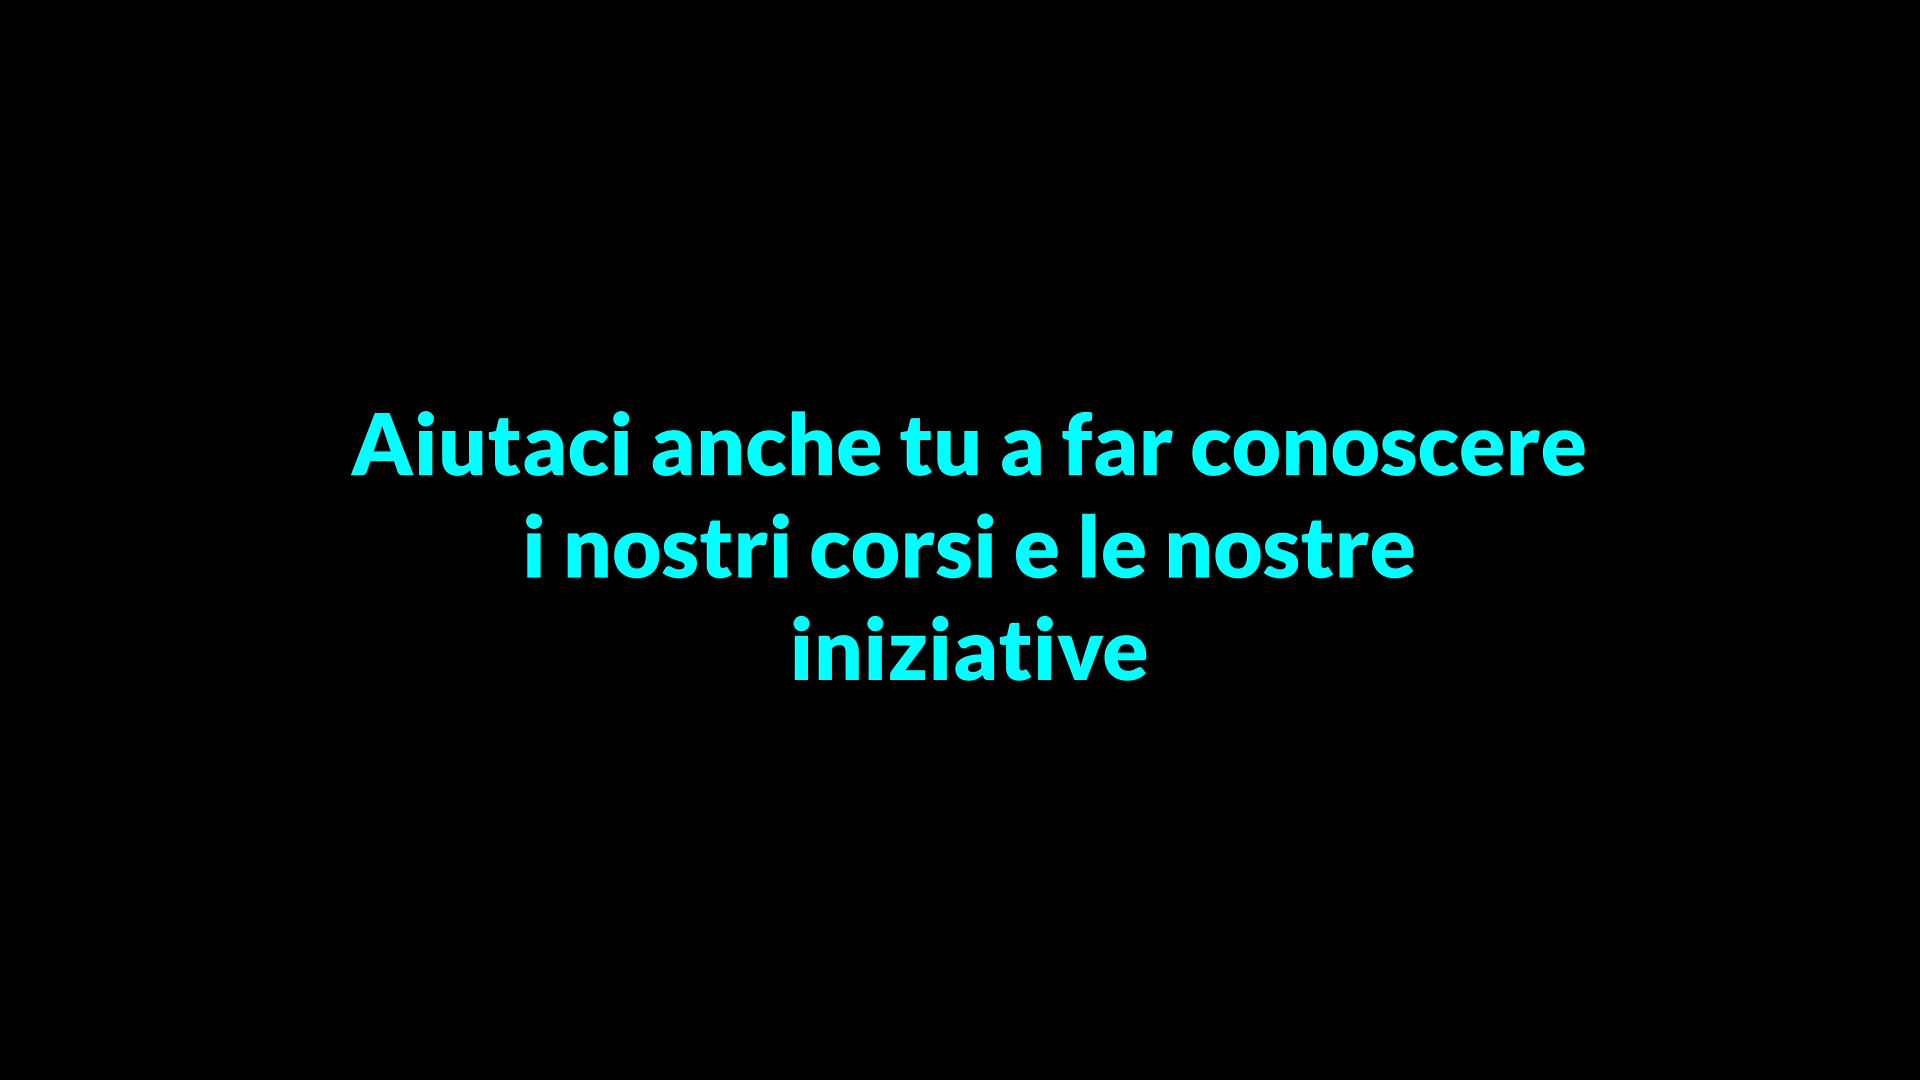 Aiutaci anche tu a far conoscere
i nostri corsi e le nostre
iniziative